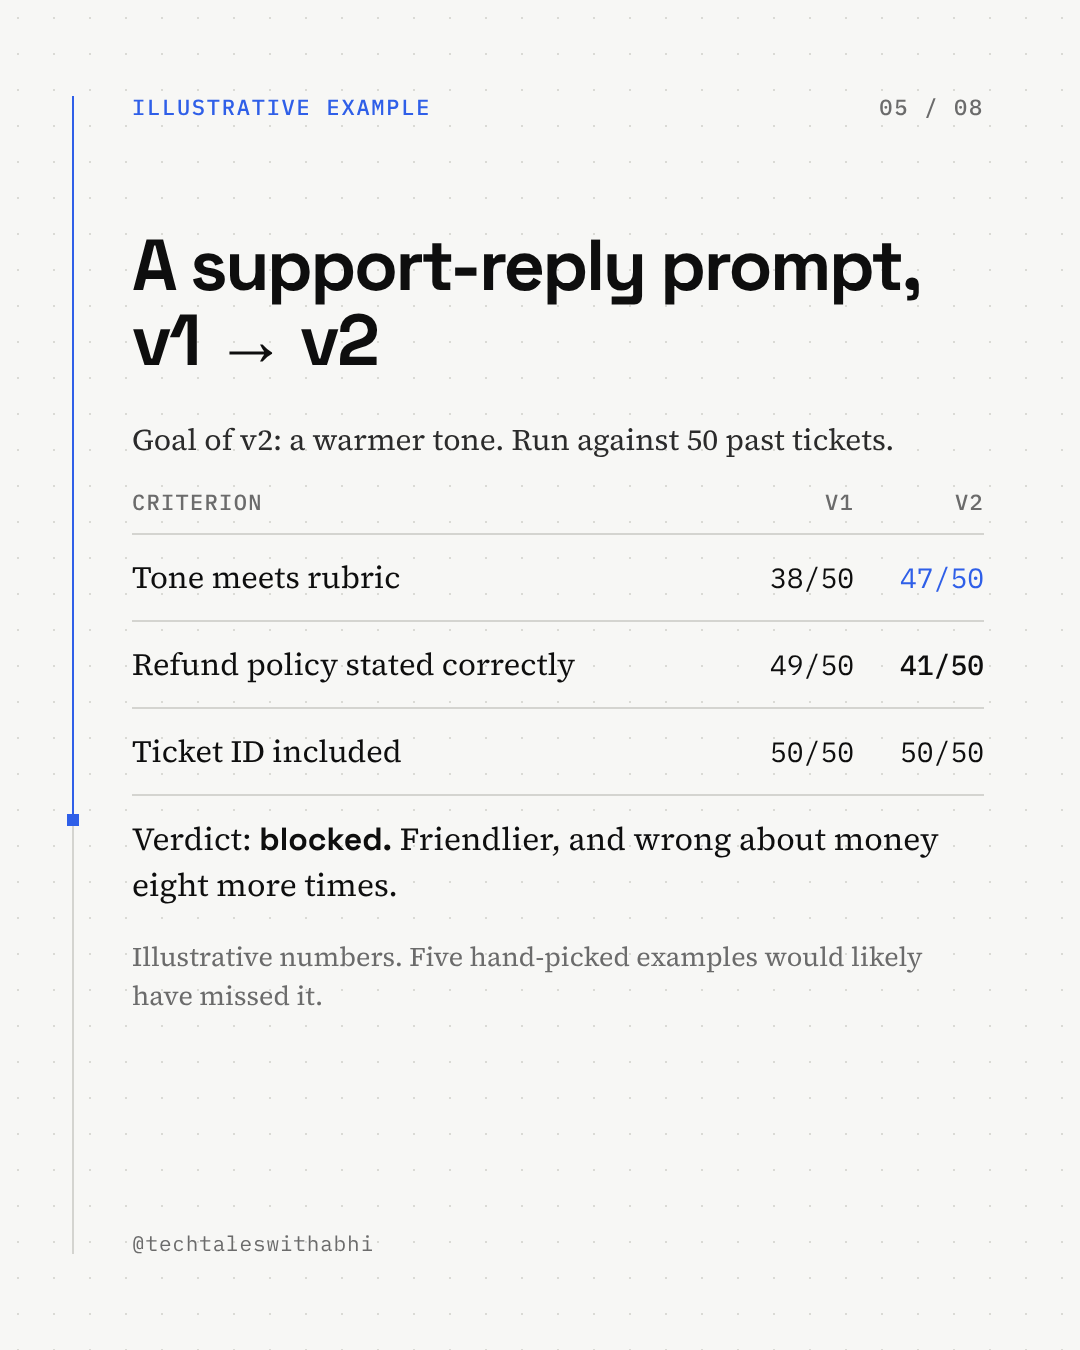 ILLUSTRATIVE EXAMPLE 05 / 08
A support-reply prompt,
v1 → v2
Goal of v2: a warmer tone. Run against 50 past tickets.
CRITERION V1 V2
Tone meets rubric 38/50 47/50
Refund policy stated correctly 49/50 41/50
Ticket ID included 50/50 50/50
Verdict: blocked. Friendlier, and wrong about money
eight more times.
Illustrative numbers. Five hand-picked examples would likely
have missed it.
@techtaleswithabhi